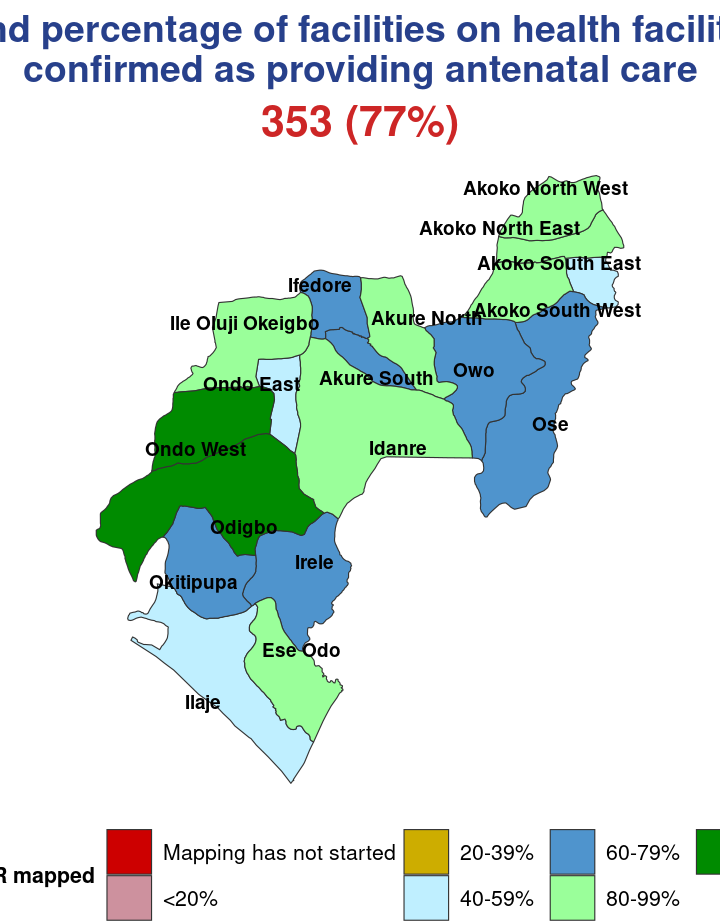 percentage of facilities on health
confirmed as providing antenatal care
353 (77%)
Akoko North West
Akoko North East
Akoko South East
Ifedore
Akoko South West
Akure North
Ile Oluji Okeigbo
Owo
Akure South
Ondo East
Ose
Idanre
Ondo West
Odigbo
Irele
Okitipupa
Ese Odo
Ilaje
Mapping has not started
20-39%
60-79%
R mapped
<20%
40-59%
80-99%